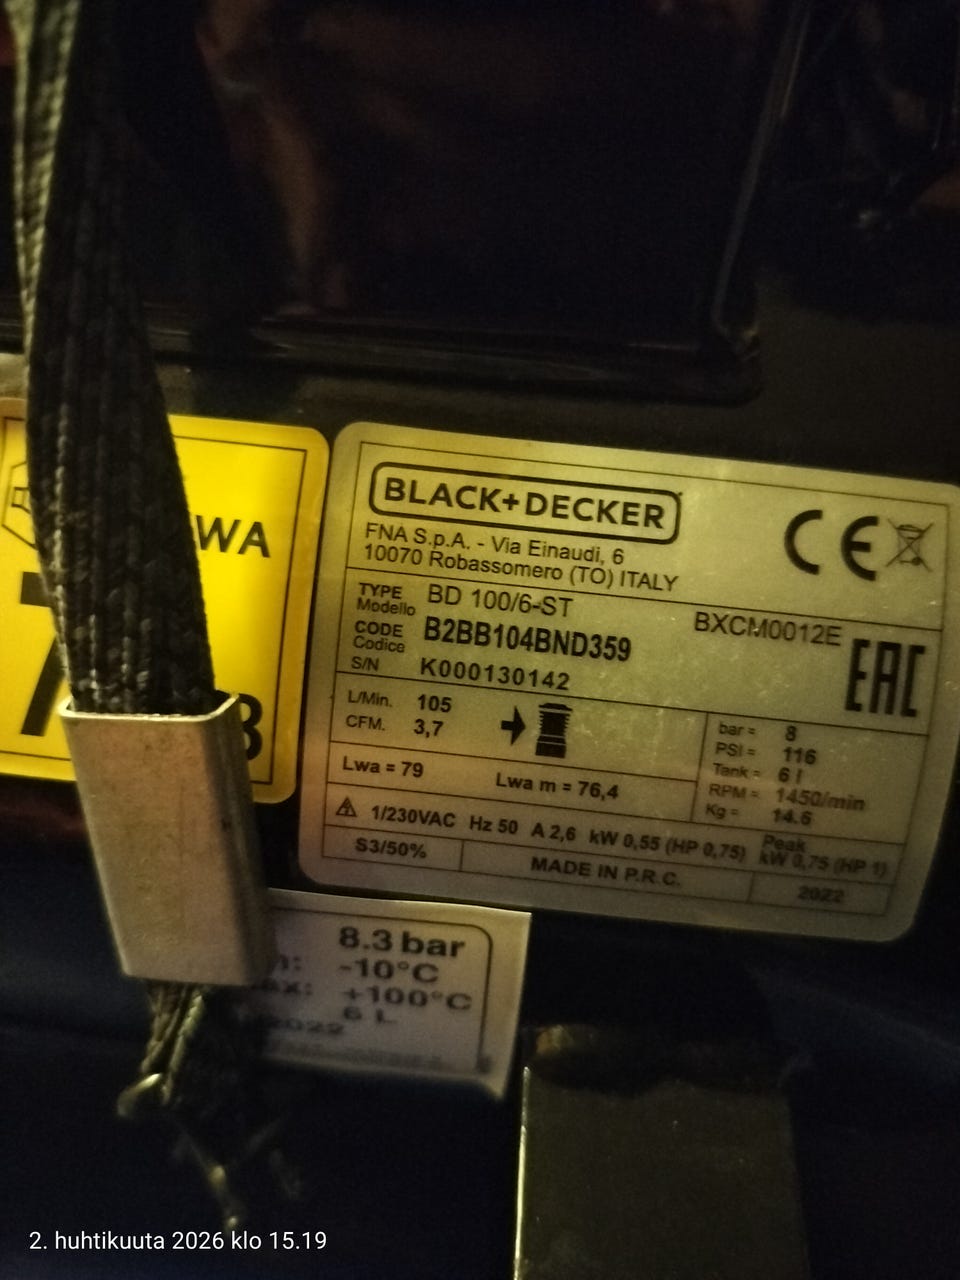 WA
BLACK+DECKER
FNA S.p.A. - Via Einaudi, 6
10070 Robassomero (TO) ITALY
CE
TYPE BD 100/6-ST BXCM0012E
Modello
CODE B2BB104BND359
Codice
S/N K000130142
EAC
L/Min. 105
CFM. 3,7
bar = 8
PSI = 116
Tank = 6 l
RPM = 1450/min
Kg = 14.6
Lwa = 79 Lwa m = 76,4
1/230VAC Hz 50 A 2,6 kW 0,55 (HP 0,75) Peak kW 0,75 (HP 1)
S3/50% MADE IN P.R.C. 2022
8.3 bar
-10°C
+100°C
6 L
2022
2. huhtikuuta 2026 klo 15.19